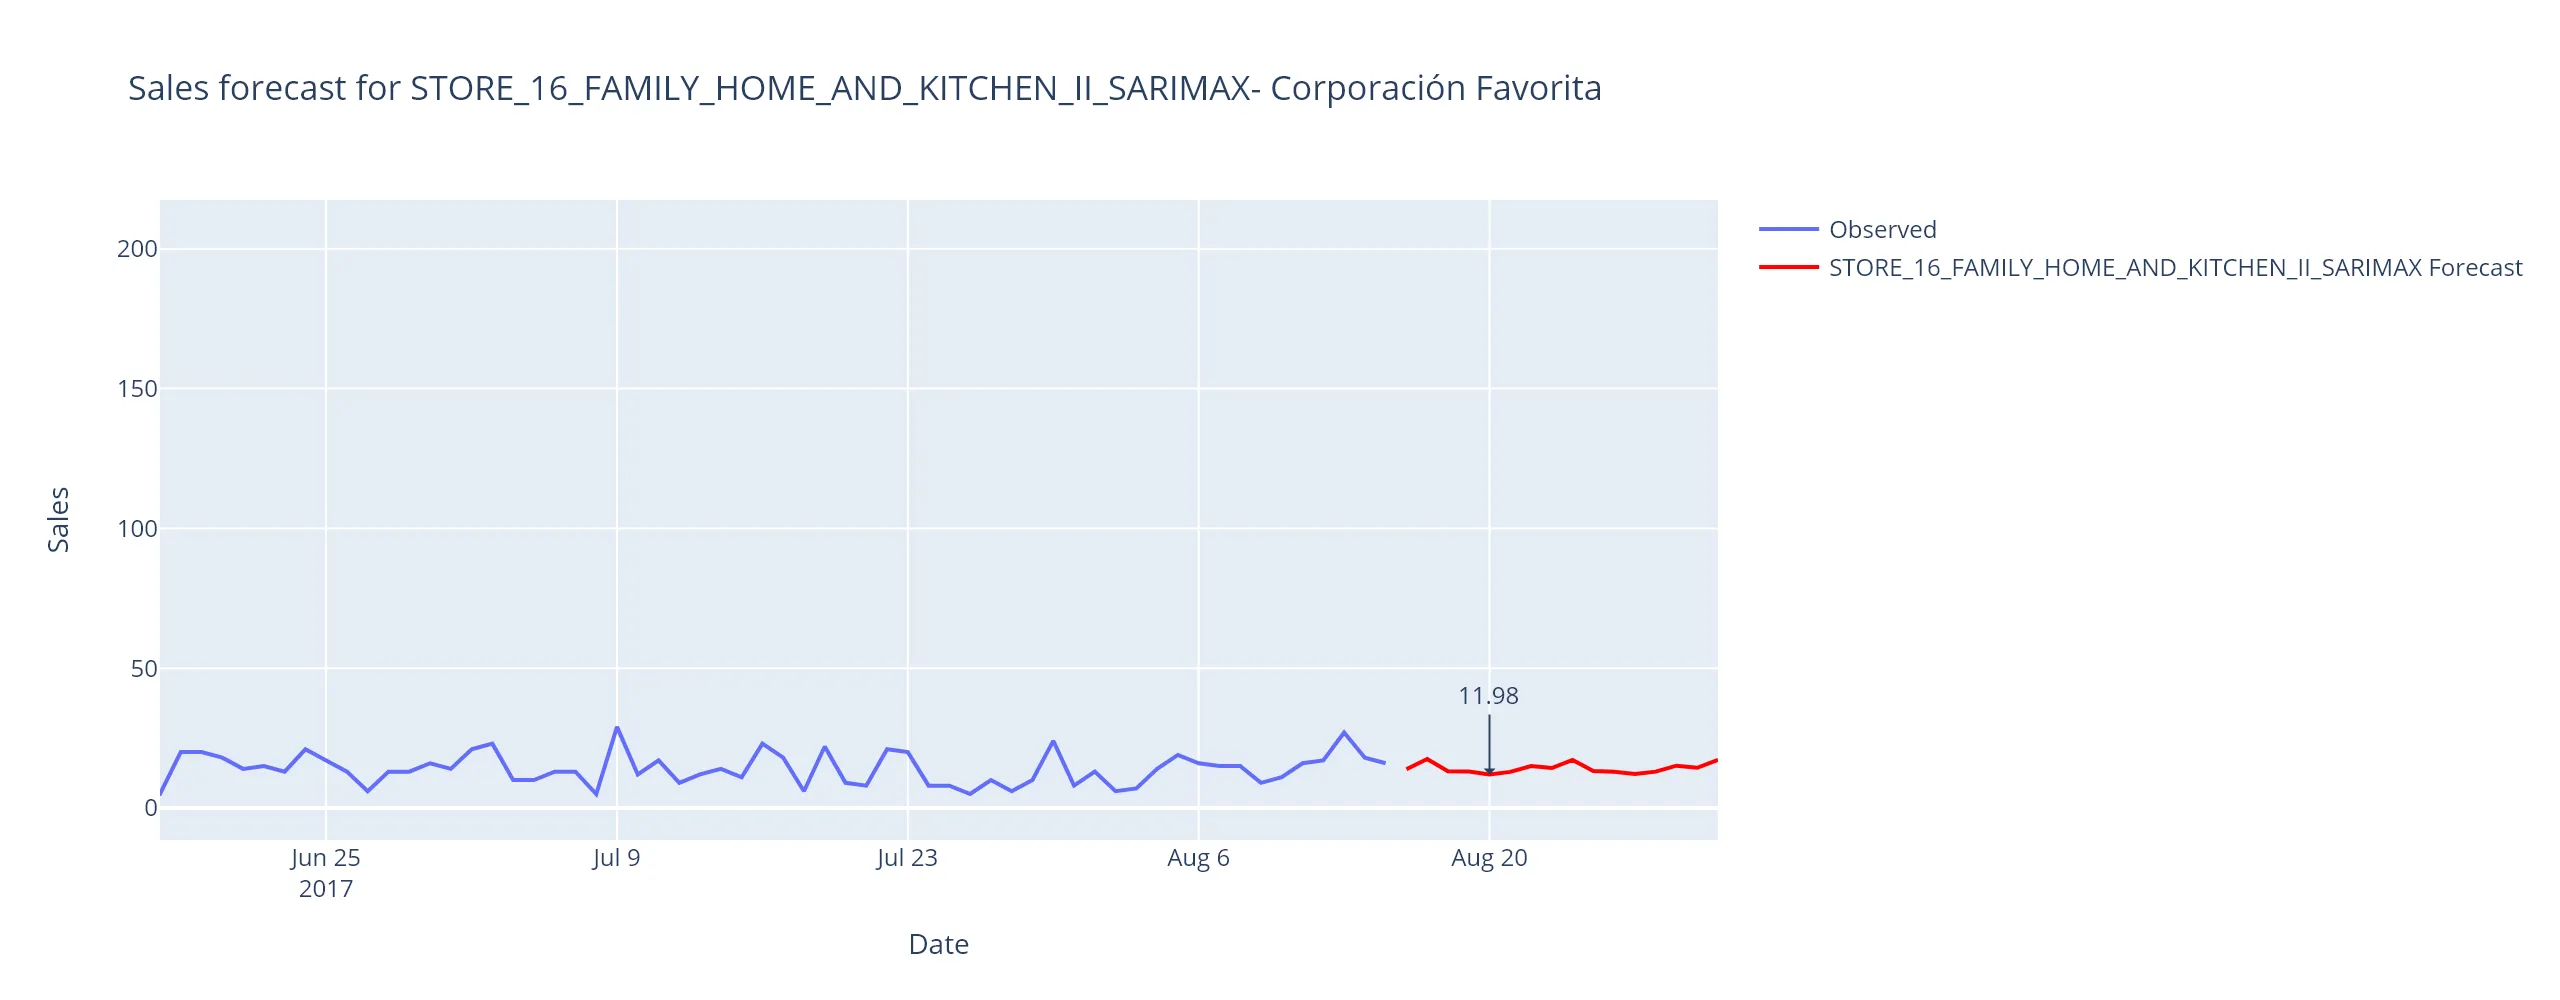 Sales forecast for STORE_16_FAMILY_HOME_AND_KITCHEN_II_SARIMAX- Corporación Favorita
Observed
STORE_16_FAMILY_HOME_AND_KITCHEN_II_SARIMAX Forecast
200
150
100
50
0
Sales
11.98
Jun 25
2017
Jul 9
Jul 23
Aug 6
Aug 20
Date